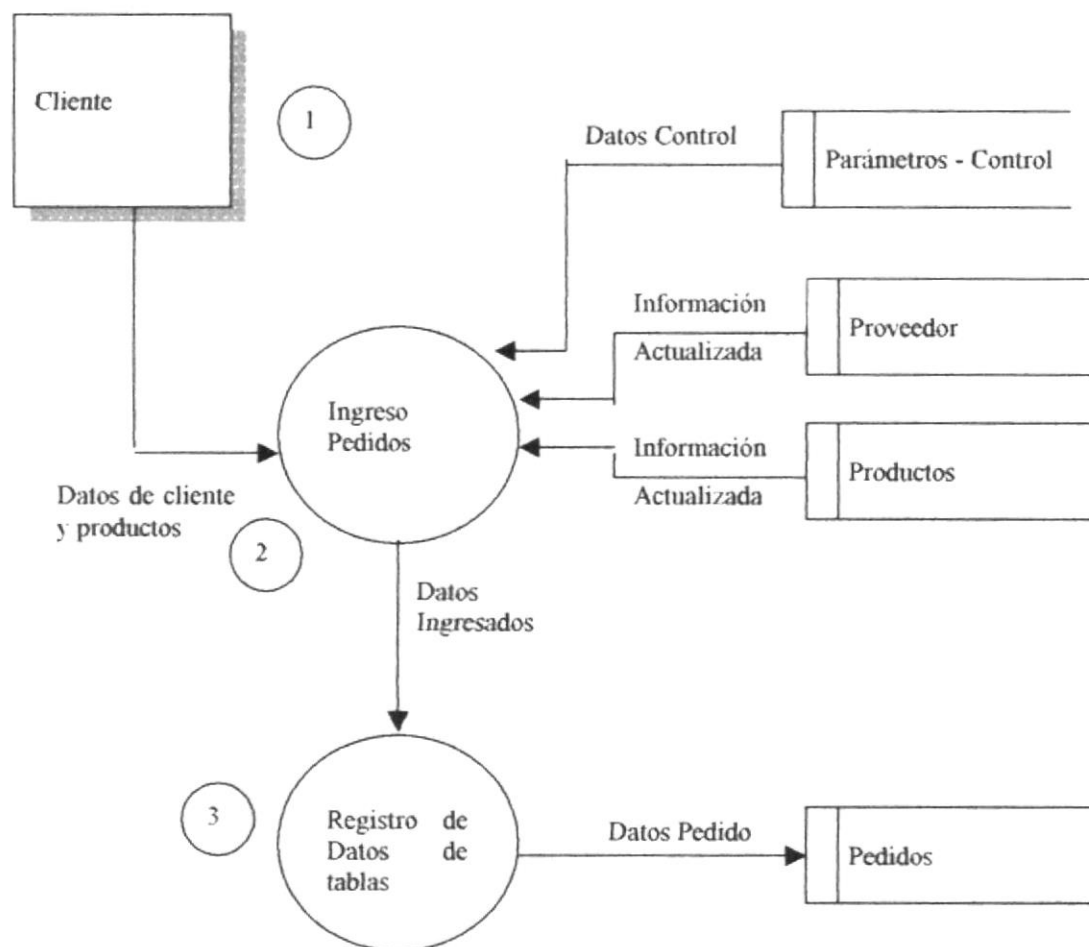 Cliente
1
Datos Control
Parámetros - Control
Información
Actualizada
Proveedor
Ingreso
Pedidos
Información
Actualizada
Productos
Datos de cliente
y productos
2
Datos
Ingresados
3
Registro de
Datos de
tablas
Datos Pedido
Pedidos